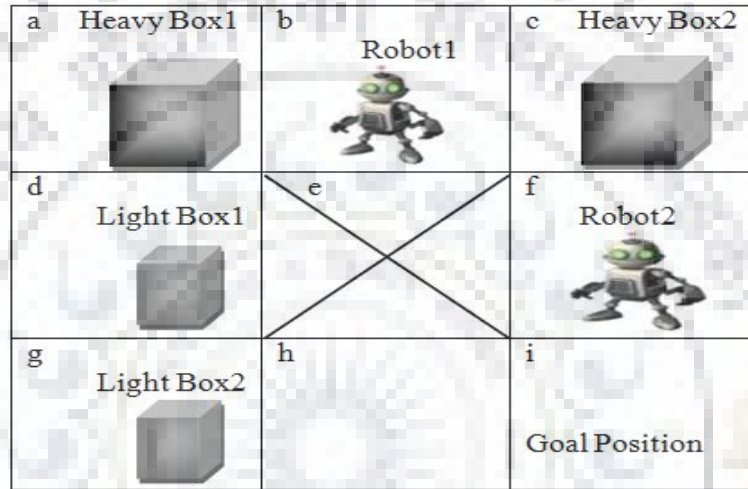 a Heavy Box1 b c Heavy Box2
Robot1
d e f
Light Box1 Robot2
g h i
Light Box2
Goal Position